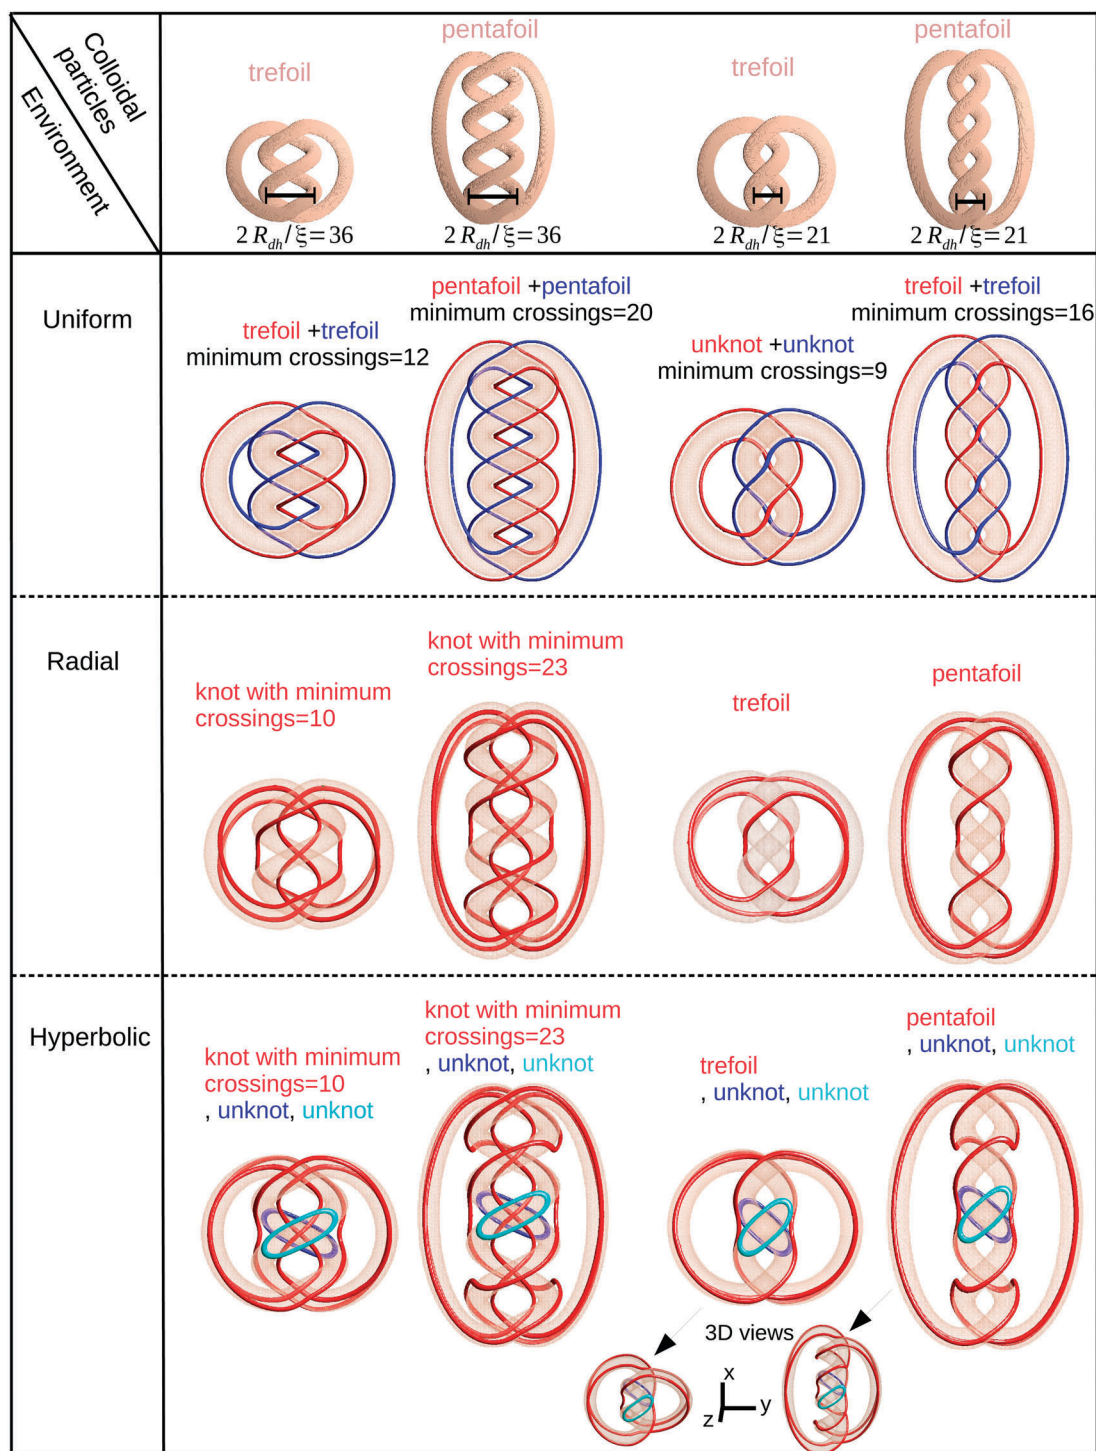 Colloidal
particles
Environment
trefoil
pentafoil
trefoil
pentafoil
2 R_dh/ξ=36
2 R_dh/ξ=36
2 R_dh/ξ=21
2 R_dh/ξ=21
Uniform
trefoil +trefoil
minimum crossings=12
pentafoil +pentafoil
minimum crossings=20
unknot +unknot
minimum crossings=9
trefoil +trefoil
minimum crossings=16
Radial
knot with minimum
crossings=10
knot with minimum
crossings=23
trefoil
pentafoil
Hyperbolic
knot with minimum
crossings=10
, unknot, unknot
knot with minimum
crossings=23
, unknot, unknot
trefoil
, unknot, unknot
pentafoil
, unknot, unknot
3D views
x
y
z